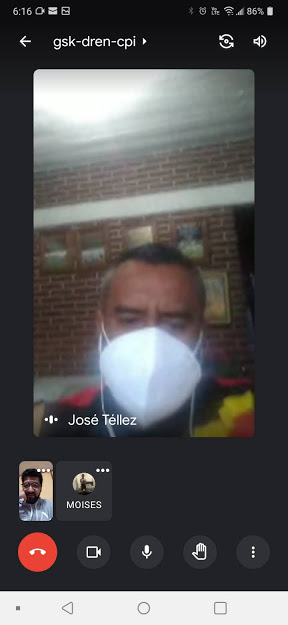 6:16
86%
gsk-dren-cpi
José Téllez
MOISES